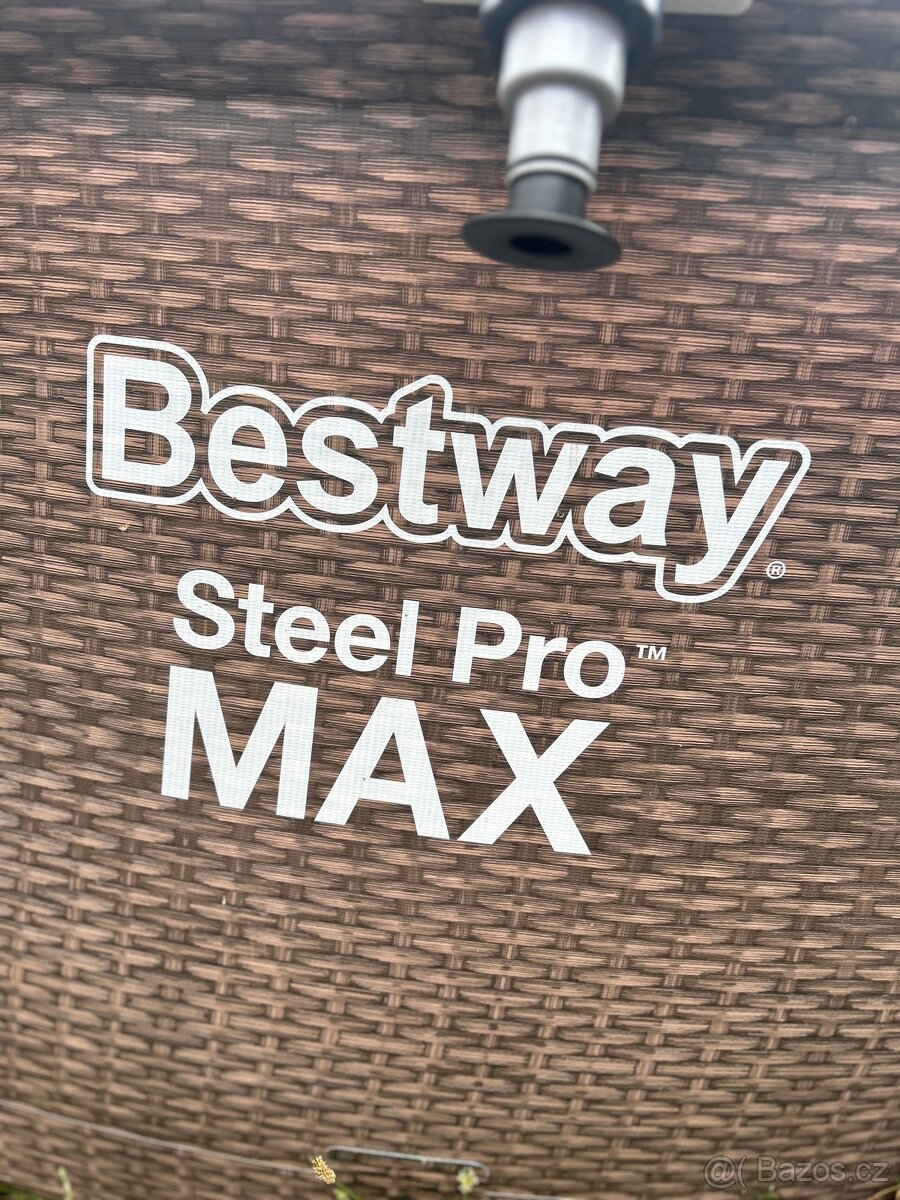 Bestway®
Steel Pro™
MAX
@( Bazos.cz